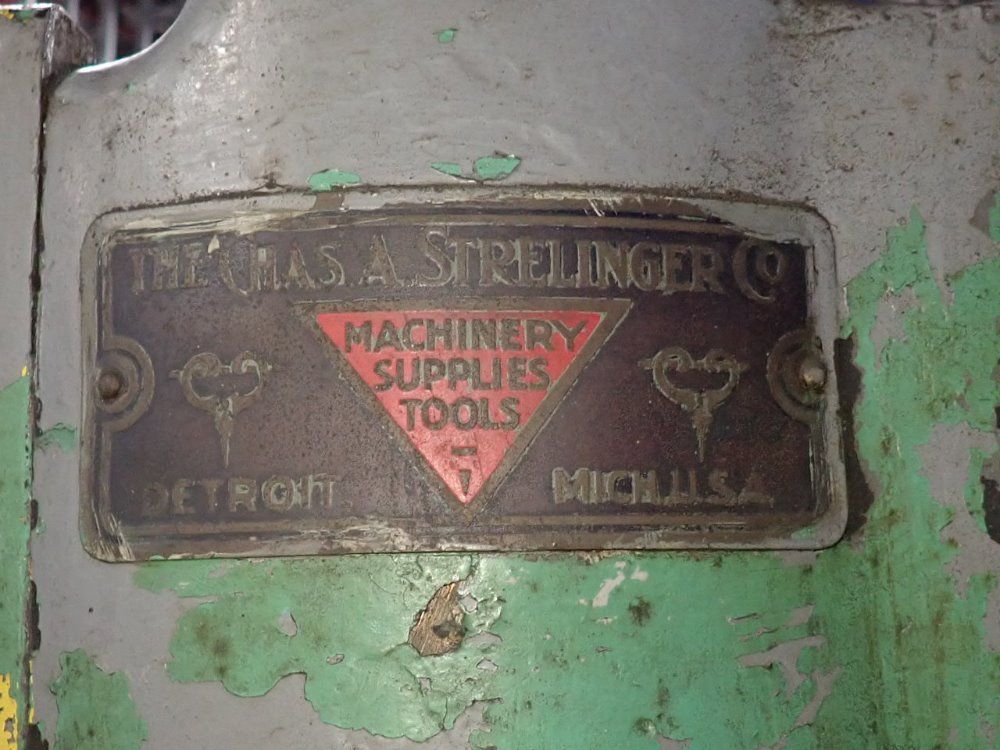 THE CHAS. A. STRELINGER CO
MACHINERY
SUPPLIES
TOOLS
DETROIT MICH. U.S.A.